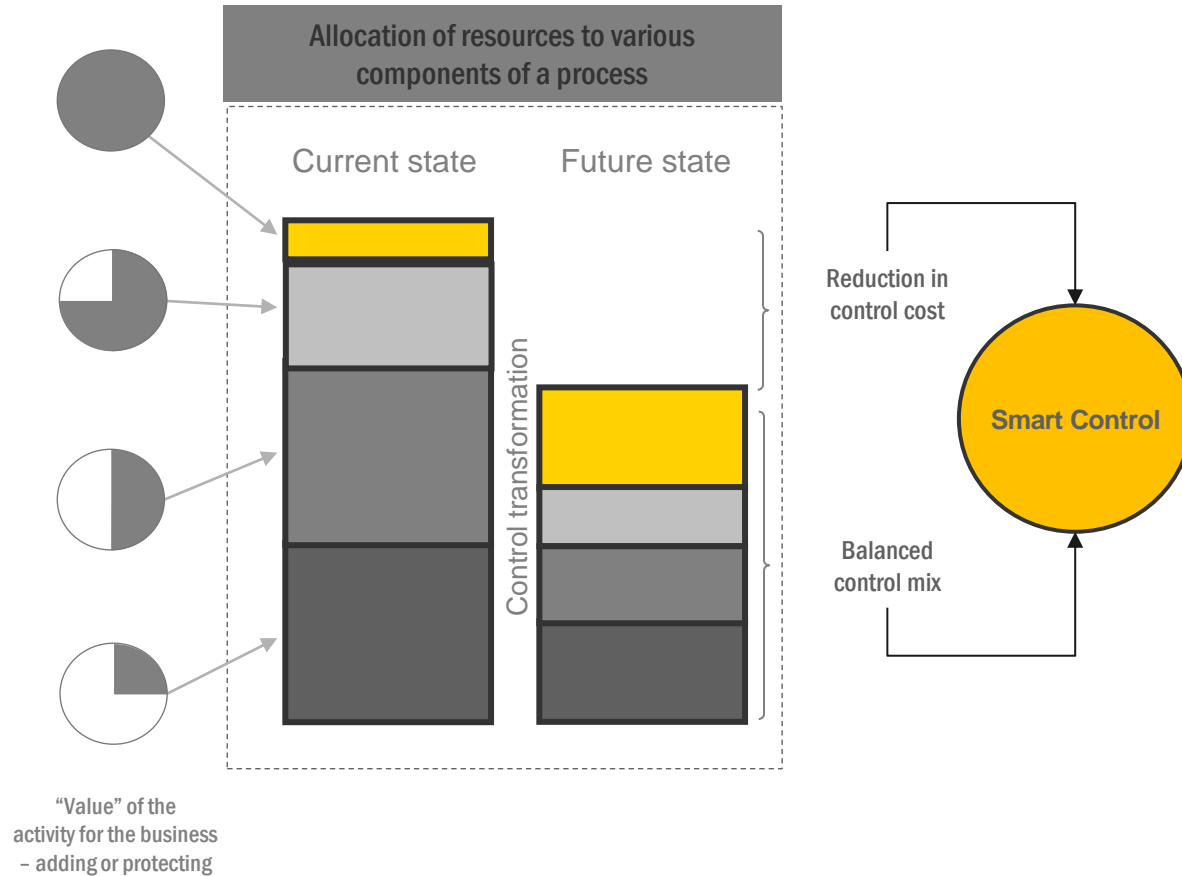 Allocation of resources to various
components of a process
Current state
Future state
Control transformation
Reduction in
control cost
Smart Control
Balanced
control mix
“Value” of the
activity for the business
– adding or protecting